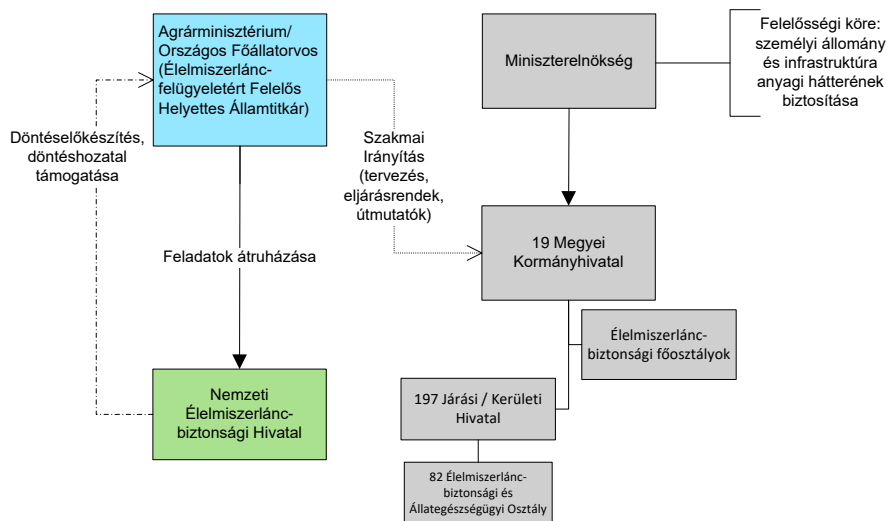 Agrárminisztérium/
Országos Főállatorvos
(Élelmiszerlánc-
felügyeletért Felelős
Helyettes Államtitkár)
Miniszterelnökség
Felelősségi köre:
személyi állomány
és infrastruktúra
anyagi hátterének
biztosítása
Döntéselőkészítés,
döntéshozatal
támogatása
Szakmai
Irányítás
(tervezés,
eljárásrendek,
útmutatók)
Feladatok átruházása
19 Megyei
Kormányhivatal
Élelmiszerlánc-
biztonsági főosztályok
Nemzeti
Élelmiszerlánc-
biztonsági Hivatal
197 Járási / Kerületi
Hivatal
82 Élelmiszerlánc-
biztonsági és
Állategészségügyi Osztály